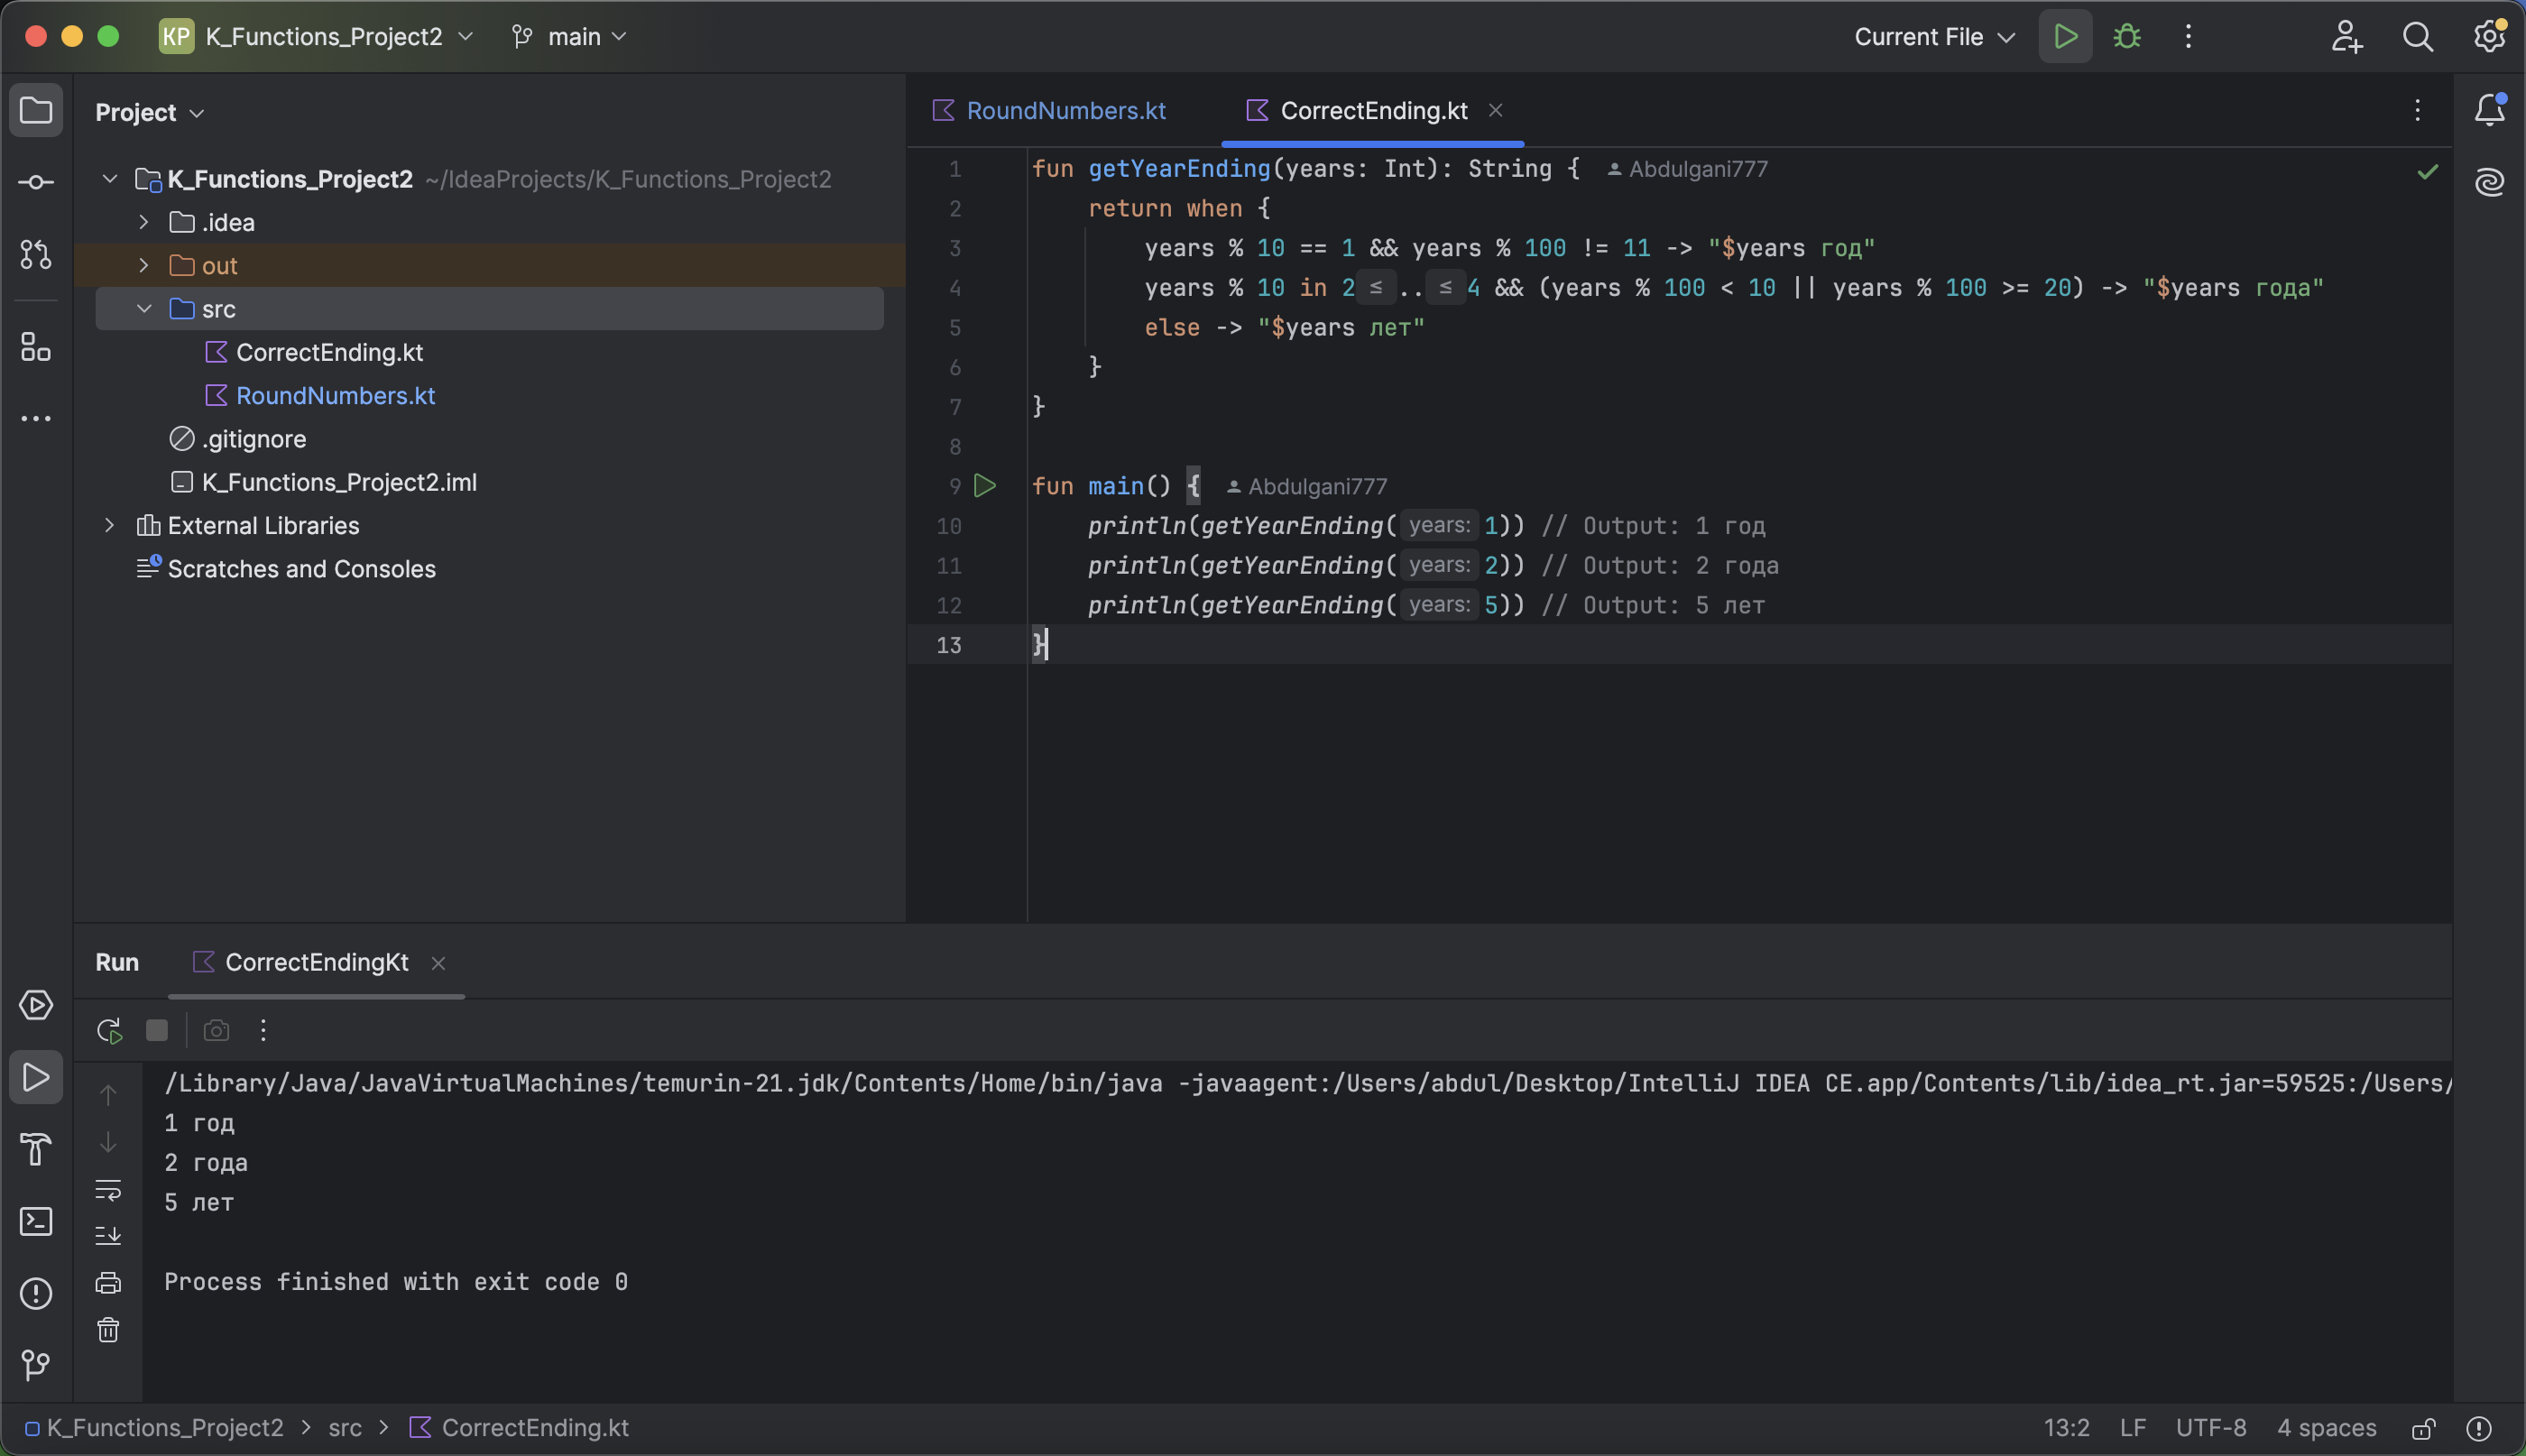 KP K_Functions_Project2 main Current File
Project
K_Functions_Project2 ~/IdeaProjects/K_Functions_Project2
.idea
out
src
CorrectEnding.kt
RoundNumbers.kt
.gitignore
K_Functions_Project2.iml
External Libraries
Scratches and Consoles
RoundNumbers.kt CorrectEnding.kt
1 fun getYearEnding(years: Int): String { Abdulgani777
2 return when {
3 years % 10 == 1 && years % 100 != 11 -> "$years год"
4 years % 10 in 2 ≤ .. ≤ 4 && (years % 100 < 10 || years % 100 >= 20) -> "$years года"
5 else -> "$years лет"
6 }
7 }
8
9 fun main() { Abdulgani777
10 println(getYearEnding( years: 1)) // Output: 1 год
11 println(getYearEnding( years: 2)) // Output: 2 года
12 println(getYearEnding( years: 5)) // Output: 5 лет
13 }
Run CorrectEndingKt
/Library/Java/JavaVirtualMachines/temurin-21.jdk/Contents/Home/bin/java -javaagent:/Users/abdul/Desktop/IntelliJ IDEA CE.app/Contents/lib/idea_rt.jar=59525:/Users/
1 год
2 года
5 лет
Process finished with exit code 0
K_Functions_Project2 > src > CorrectEnding.kt 13:2 LF UTF-8 4 spaces